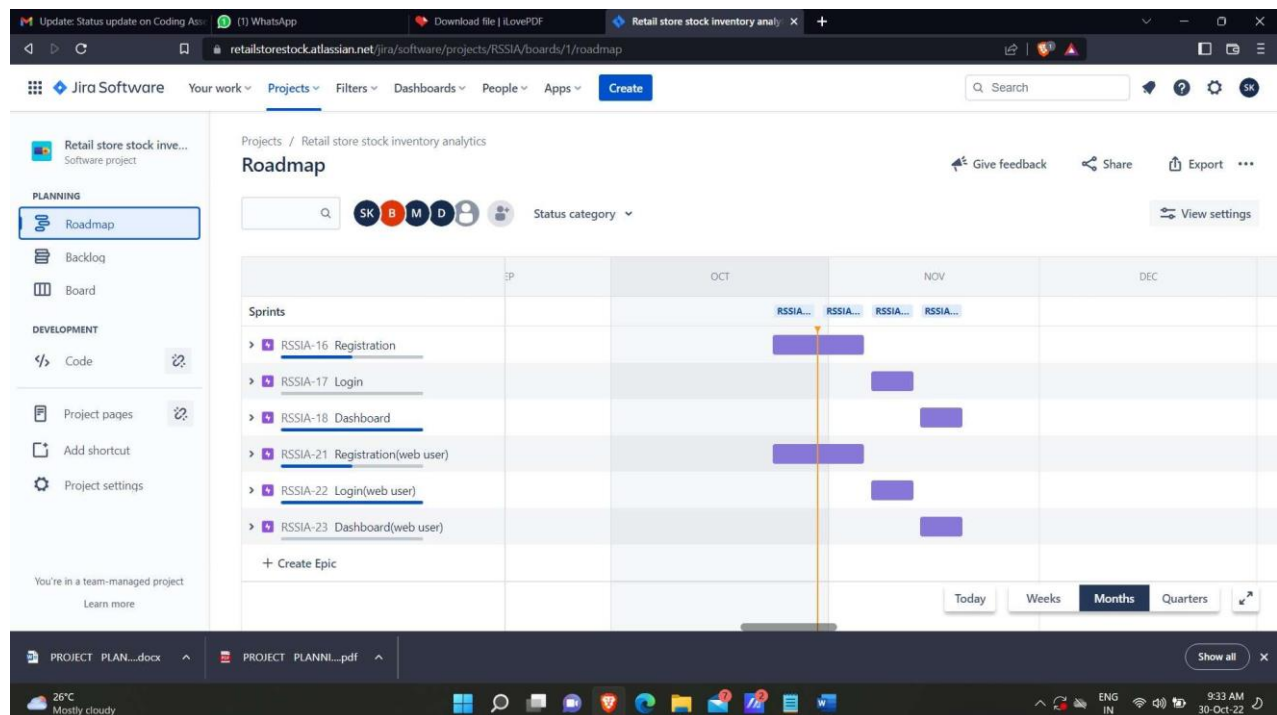 Update: Status update on Coding Ass
(1) WhatsApp
Download file | iLovePDF
Retail store stock inventory analy
retailstorestock.atlassian.net/jira/software/projects/RSSIA/boards/1/roadmap
Jira Software
Your work
Projects
Filters
Dashboards
People
Apps
Create
Search
SK
Retail store stock inve...
Software project
PLANNING
Roadmap
Backlog
Board
DEVELOPMENT
Code
Project pages
Add shortcut
Project settings
You're in a team-managed project
Learn more
Projects / Retail store stock inventory analytics
Roadmap
Give feedback
Share
Export
SK B M D
Status category
View settings
EP
OCT
NOV
DEC
Sprints
RSSIA... RSSIA... RSSIA... RSSIA...
RSSIA-16 Registration
RSSIA-17 Login
RSSIA-18 Dashboard
RSSIA-21 Registration(web user)
RSSIA-22 Login(web user)
RSSIA-23 Dashboard(web user)
+ Create Epic
Today
Weeks
Months
Quarters
PROJECT PLAN....docx
PROJECT PLANNI....pdf
Show all
26°C
Mostly cloudy
ENG
IN
9:33 AM
30-Oct-22